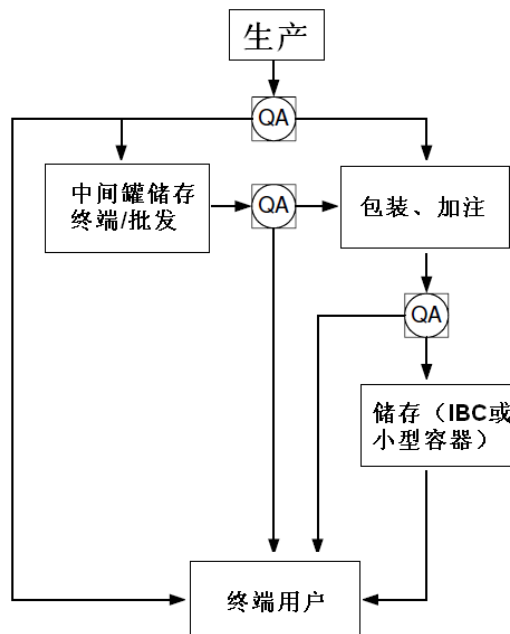 生产
QA
中间罐储存
终端/批发
QA
包装、加注
QA
储存（IBC或
小型容器）
终端用户